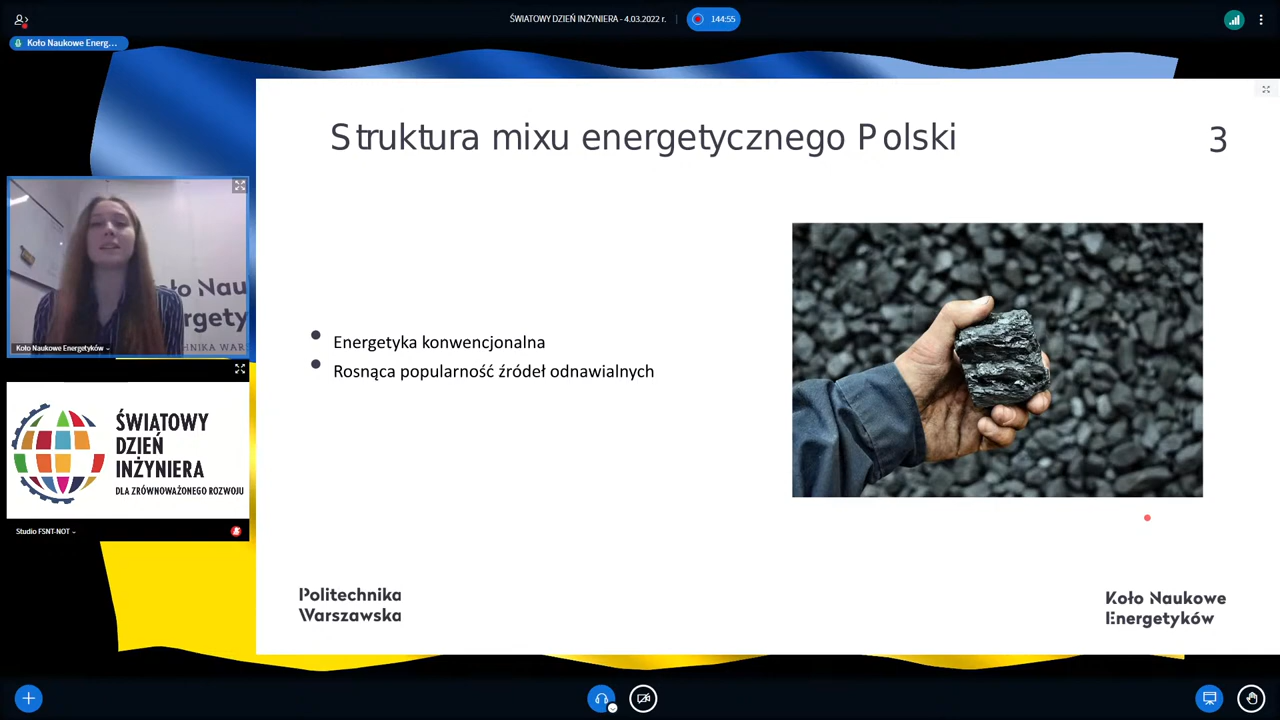 ŚWIATOWY DZIEŃ INŻYNIERA - 4.03.2022 r.
144:55
Koło Naukowe Energ...
Struktura mixu energetycznego Polski
3
Energetyka konwencjonalna
Rosnąca popularność źródeł odnawialnych
Koło Naukowe Energetyków
ŚWIATOWY
DZIEŃ
INŻYNIERA
DLA ZRÓWNOWAŻONEGO ROZWOJU
Studio FSNT-NOT
Politechnika
Warszawska
Koło Naukowe
Energetyków